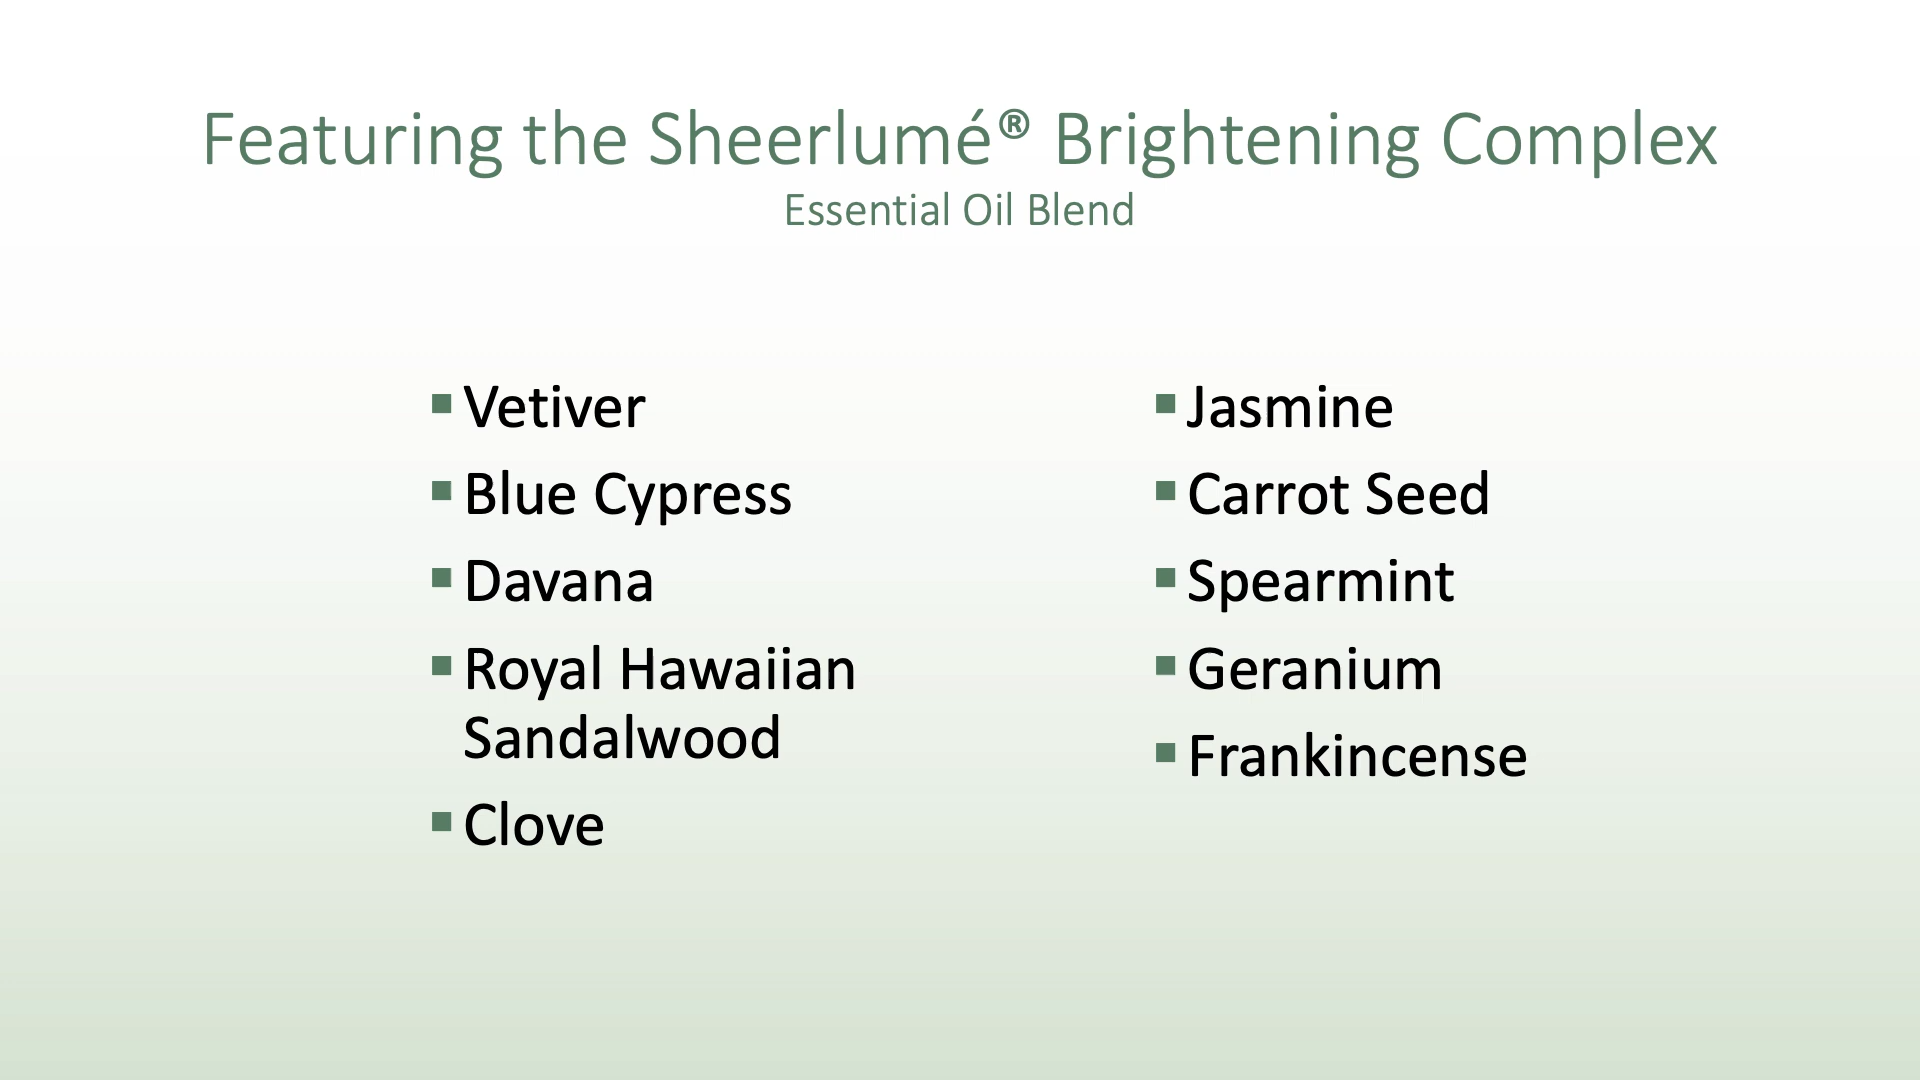 Featuring the Sheerlumé® Brightening Complex
Essential Oil Blend
▪ Vetiver
▪ Blue Cypress
▪ Davana
▪ Royal Hawaiian
Sandalwood
▪ Clove
▪ Jasmine
▪ Carrot Seed
▪ Spearmint
▪ Geranium
▪ Frankincense